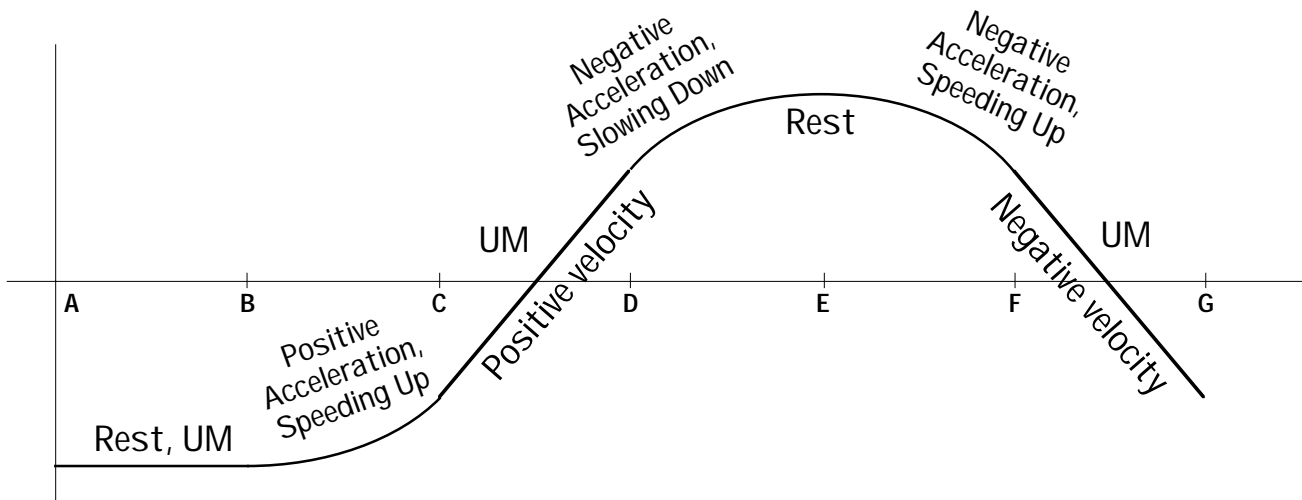 Negative
Acceleration,
Slowing Down
Negative
Acceleration,
Speeding Up
Rest
UM
Positive velocity
Negative velocity
UM
A
B
C
D
E
F
G
Positive
Acceleration,
Speeding Up
Rest, UM